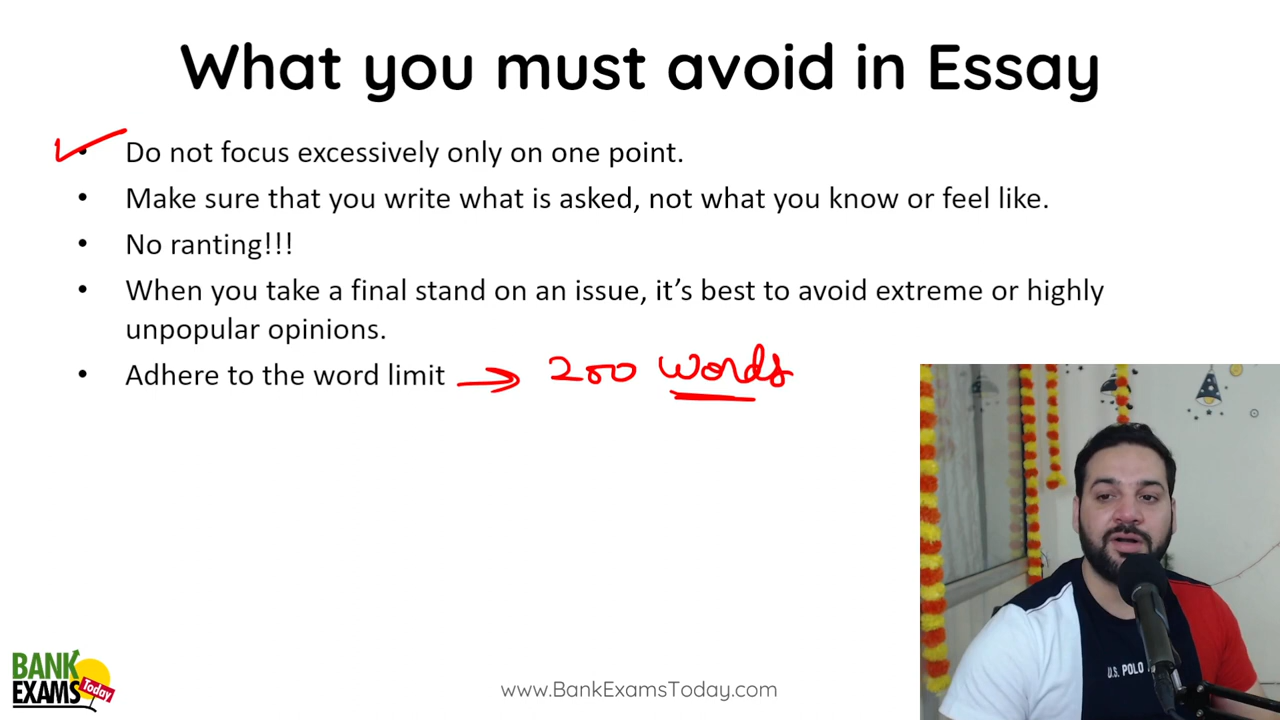 What you must avoid in Essay
• Do not focus excessively only on one point.
• Make sure that you write what is asked, not what you know or feel like.
• No ranting!!!
• When you take a final stand on an issue, it's best to avoid extreme or highly
unpopular opinions.
• Adhere to the word limit → 200 words
U.S. POLO
BANK
EXAMS Today
www.BankExamsToday.com